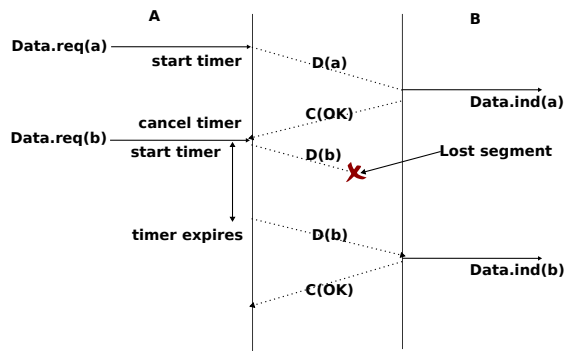 A
B
Data.req(a)
start timer
D(a)
Data.ind(a)
C(OK)
cancel timer
Data.req(b)
start timer
D(b)
Lost segment
timer expires
D(b)
Data.ind(b)
C(OK)